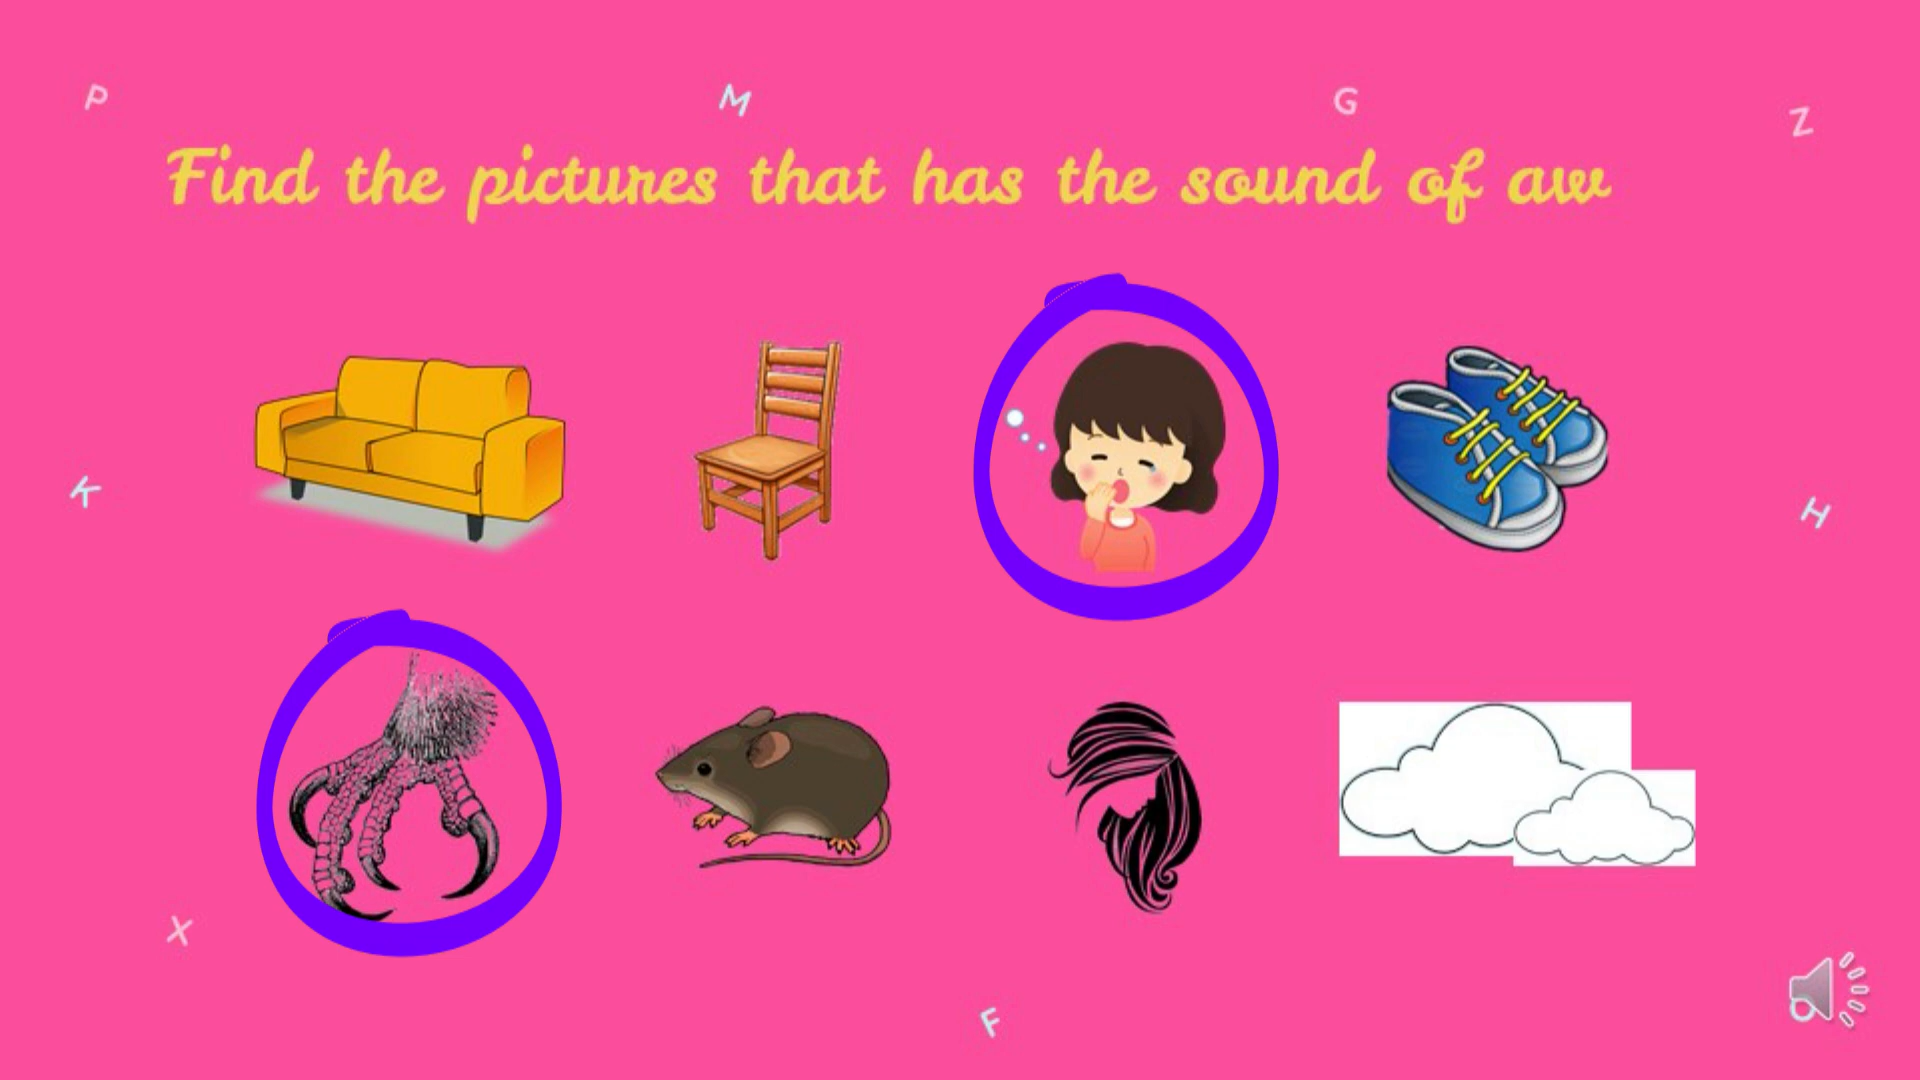 P
M
G
Z
Find the pictures that has the sound of aw
K
H
X
F